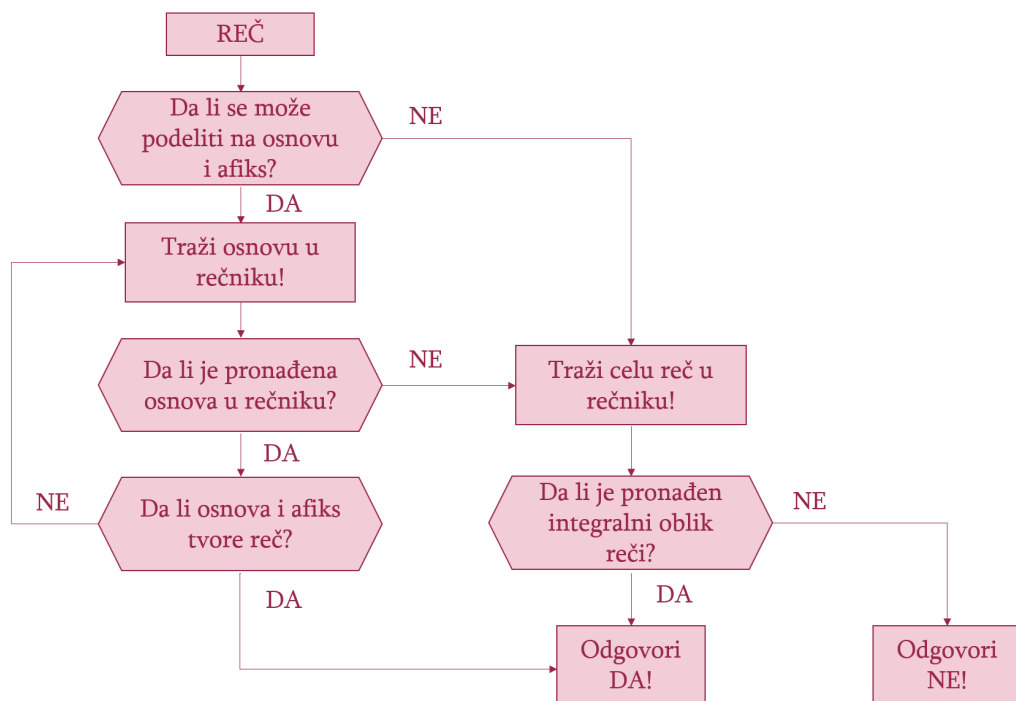 REČ
Da li se može
podeliti na osnovu
i afiks?
NE
DA
Traži osnovu u
rečniku!
Da li je pronađena
osnova u rečniku?
NE
Traži celu reč u
rečniku!
DA
NE
Da li osnova i afiks
tvore reč?
Da li je pronađen
integralni oblik
reči?
NE
DA
DA
Odgovori
DA!
Odgovori
NE!